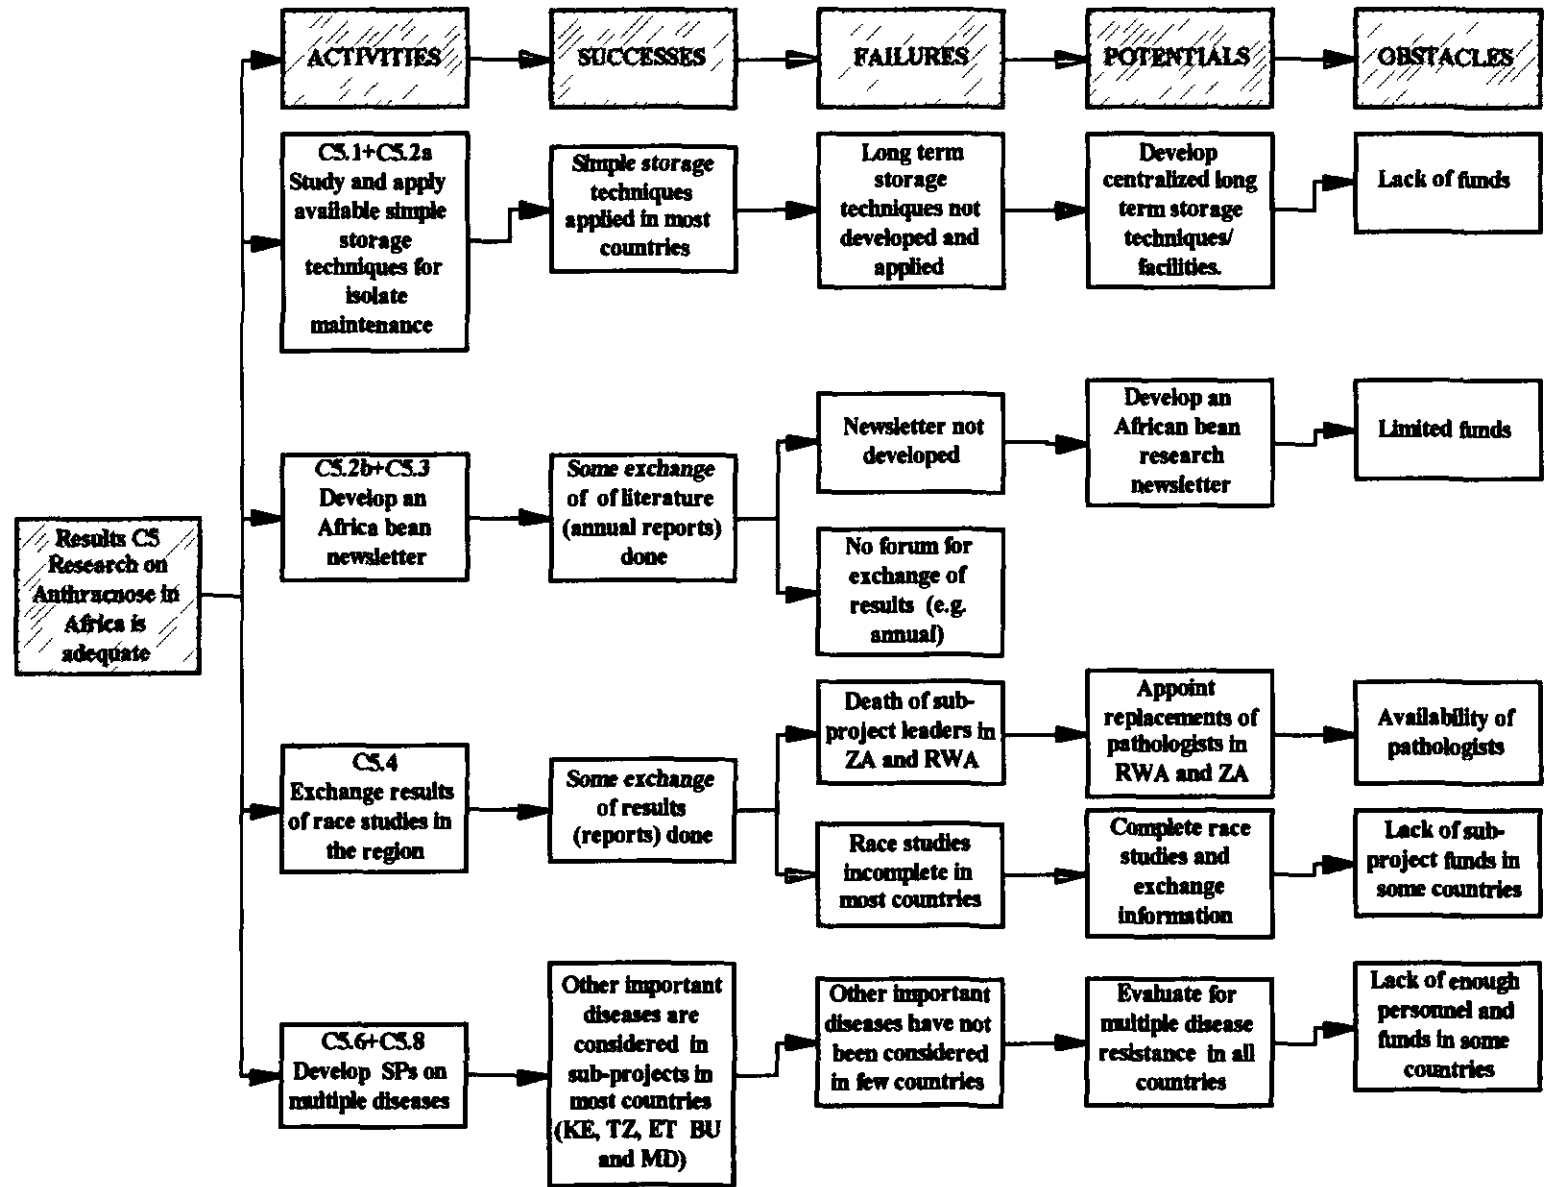 ACTIVITIES
SUCCESSES
FAILURES
POTENTIALS
OBSTACLES
C5.1+C5.2a
Study and apply
available simple
storage
techniques for
isolate
maintenance
Simple storage
techniques
applied in most
countries
Long term
storage
techniques not
developed and
applied
Develop
centralized long
term storage
techniques/
facilities.
Lack of funds
Results C5
Research on
Anthracnose in
Africa is
adequate
C5.2b+C5.3
Develop an
Africa bean
newsletter
Some exchange
of of literature
(annual reports)
done
Newsletter not
developed
Develop an
African bean
research
newsletter
Limited funds
No forum for
exchange of
results (e.g.
annual)
C5.4
Exchange results
of race studies in
the region
Some exchange
of results
(reports) done
Death of sub-
project leaders in
ZA and RWA
Appoint
replacements of
pathologists in
RWA and ZA
Availability of
pathologists
Race studies
incomplete in
most countries
Complete race
studies and
exchange
information
Lack of sub-
project funds in
some countries
C5.6+C5.8
Develop SPs on
multiple diseases
Other important
diseases are
considered in
sub-projects in
most countries
(KE, TZ, ET BU
and MD)
Other important
diseases have not
been considered
in few countries
Evaluate for
multiple disease
resistance in all
countries
Lack of enough
personnel and
funds in some
countries